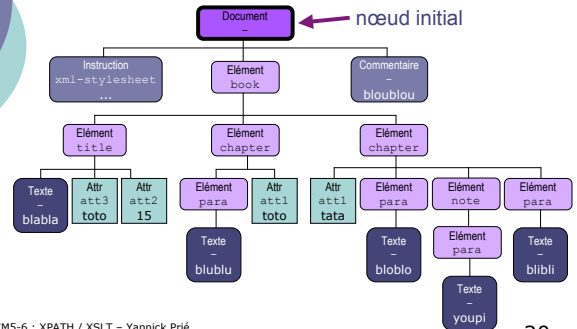 Document
–
nœud initial
Instruction
xml-stylesheet
...
Elément
book
Commentaire
–
bloublou
Elément
title
Elément
chapter
Elément
chapter
Texte
–
blabla
Attr
att3
toto
Attr
att2
15
Elément
para
Attr
att1
toto
Attr
att1
tata
Elément
para
Elément
note
Elément
para
Texte
–
blublu
Texte
–
bloblo
Elément
para
Texte
–
blibli
Texte
–
youpi
M5-6 : XPATH / XSLT – Yannick Prié